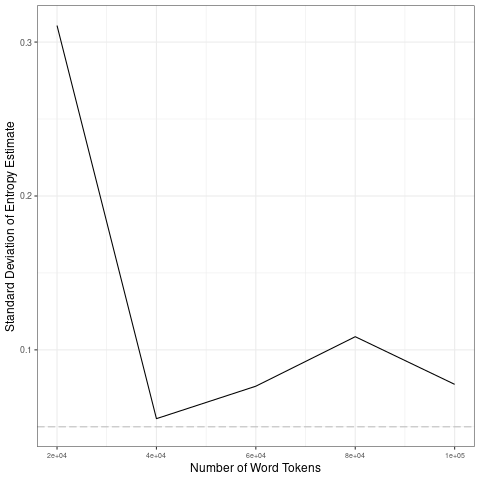 Standard Deviation of Entropy Estimate
0.3
0.2
0.1
2e+04 4e+04 6e+04 8e+04 1e+05
Number of Word Tokens